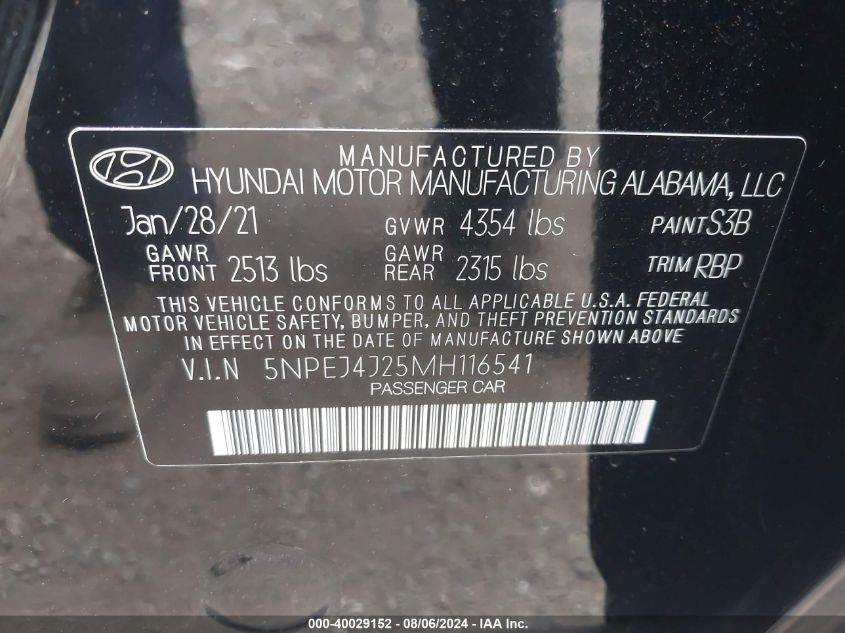 MANUFACTURED BY
HYUNDAI MOTOR MANUFACTURING ALABAMA, LLC
Jan/28/21 GVWR 4354 lbs PAINT S3B
GAWR FRONT 2513 lbs GAWR REAR 2315 lbs TRIM RBP
THIS VEHICLE CONFORMS TO ALL APPLICABLE U.S.A. FEDERAL
MOTOR VEHICLE SAFETY, BUMPER, AND THEFT PREVENTION STANDARDS
IN EFFECT ON THE DATE OF MANUFACTURE SHOWN ABOVE
V.I.N 5NPEJ4J25MH116541
PASSENGER CAR
000-40029152 - 08/06/2024 - IAA Inc.